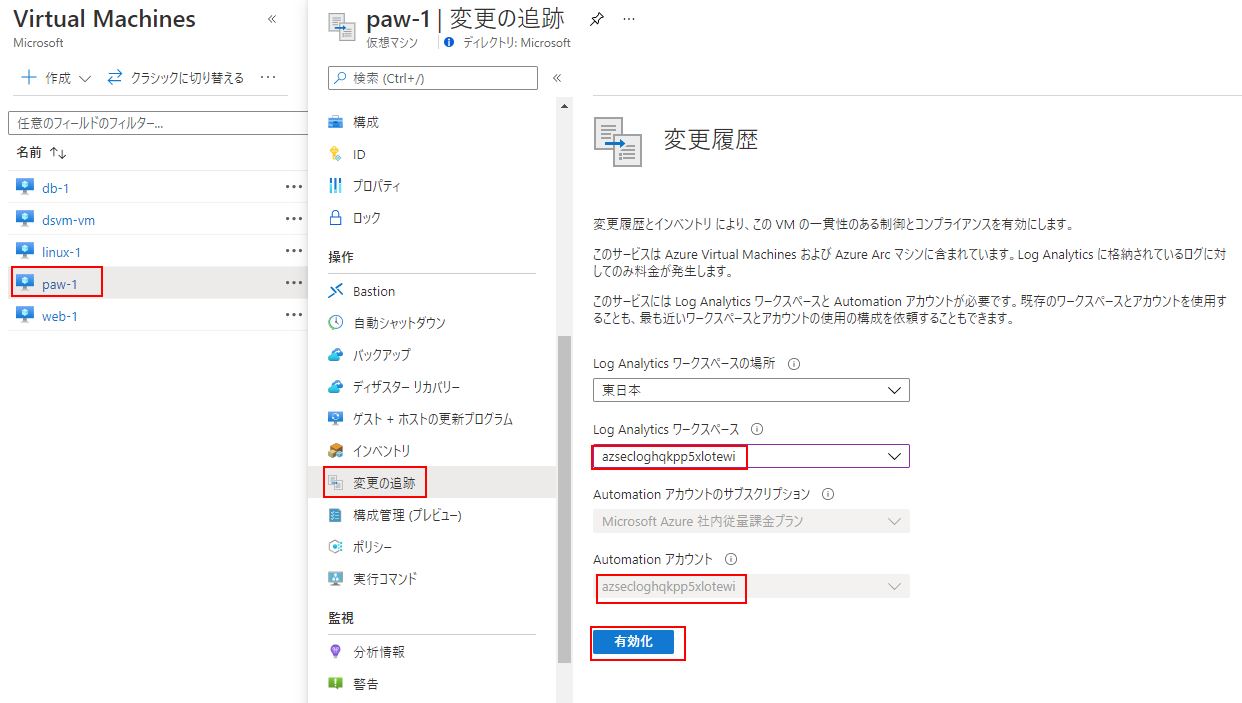 Virtual Machines
Microsoft
作成
クラシックに切り替える
任意のフィールドのフィルター...
名前
db-1
dsvm-vm
linux-1
paw-1
web-1
paw-1 | 変更の追跡
仮想マシン
ディレクトリ: Microsoft
検索 (Ctrl+/)
構成
ID
プロパティ
ロック
操作
Bastion
自動シャットダウン
バックアップ
ディザスター リカバリー
ゲスト + ホストの更新プログラム
インベントリ
変更の追跡
構成管理 (プレビュー)
ポリシー
実行コマンド
監視
分析情報
警告
変更履歴
変更履歴とインベントリ により、この VM の一貫性のある制御とコンプライアンスを有効にします。
このサービスは Azure Virtual Machines および Azure Arc マシンに含まれています。Log Analytics に格納されているログに対
してのみ料金が発生します。
このサービスには Log Analytics ワークスペースと Automation アカウントが必要です。既存のワークスペースとアカウントを使用す
ることも、最も近いワークスペースとアカウントの使用の構成を依頼することもできます。
Log Analytics ワークスペースの場所
東日本
Log Analytics ワークスペース
azsecloghqkpp5xlotewi
Automation アカウントのサブスクリプション
Microsoft Azure 社内従量課金プラン
Automation アカウント
azsecloghqkpp5xlotewi
有効化